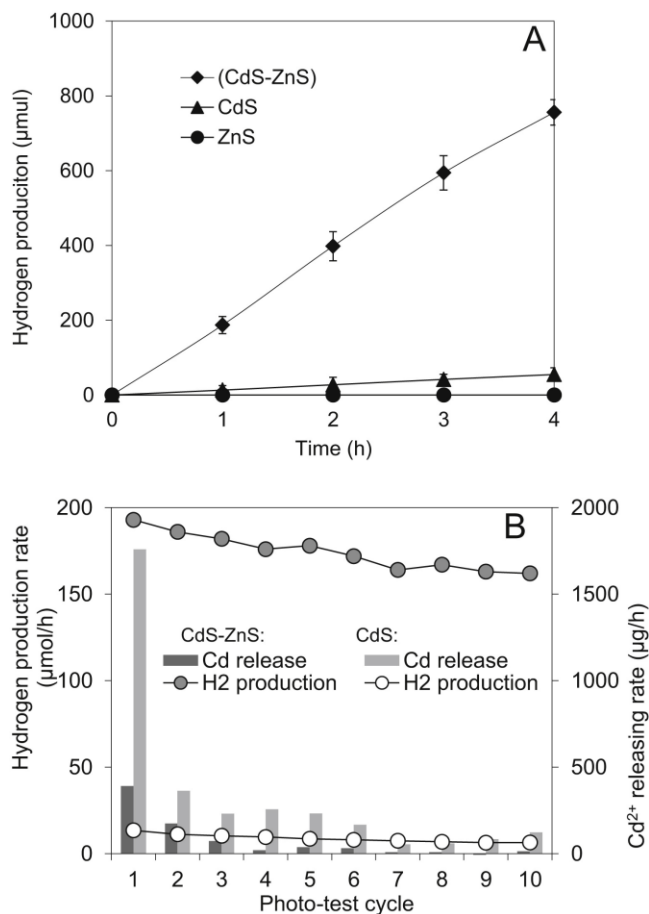 A
1000
800
600
400
200
0
Hydrogen produciton (μmul)
(CdS-ZnS)
CdS
ZnS
0 1 2 3 4
Time (h)
B
200
150
100
50
0
Hydrogen production rate
(μmol/h)
2000
1500
1000
500
0
Cd²⁺ releasing rate (μg/h)
CdS-ZnS: CdS:
Cd release Cd release
H2 production H2 production
1 2 3 4 5 6 7 8 9 10
Photo-test cycle